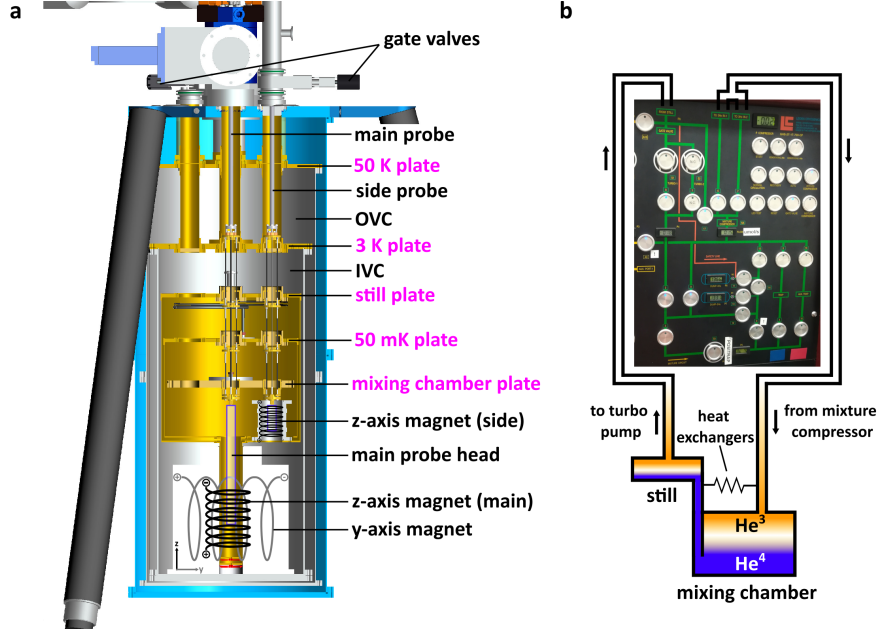 a
gate valves
main probe
50 K plate
side probe
OVC
3 K plate
IVC
still plate
50 mK plate
mixing chamber plate
z-axis magnet (side)
main probe head
z-axis magnet (main)
y-axis magnet
z
y
b
to turbo
pump
heat
exchangers
from mixture
compressor
still
He³
He⁴
mixing chamber